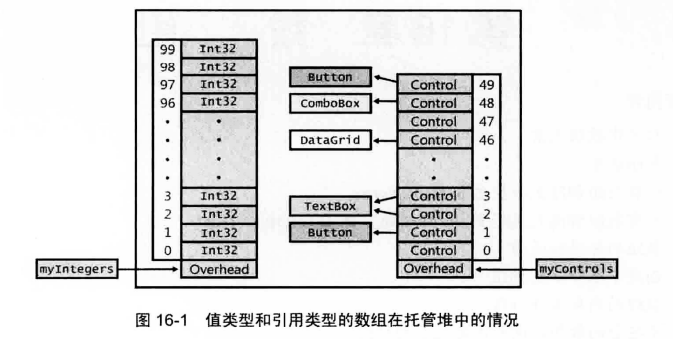 99 Int32
98 Int32
97 Int32 Button Control 49
96 Int32 ComboBox Control 48
Control 47
DataGrid Control 46
3 Int32 TextBox Control 3
2 Int32 Control 2
1 Int32 Button Control 1
0 Int32 Control 0
myIntegers Overhead Overhead myControls
图 16-1 值类型和引用类型的数组在托管堆中的情况